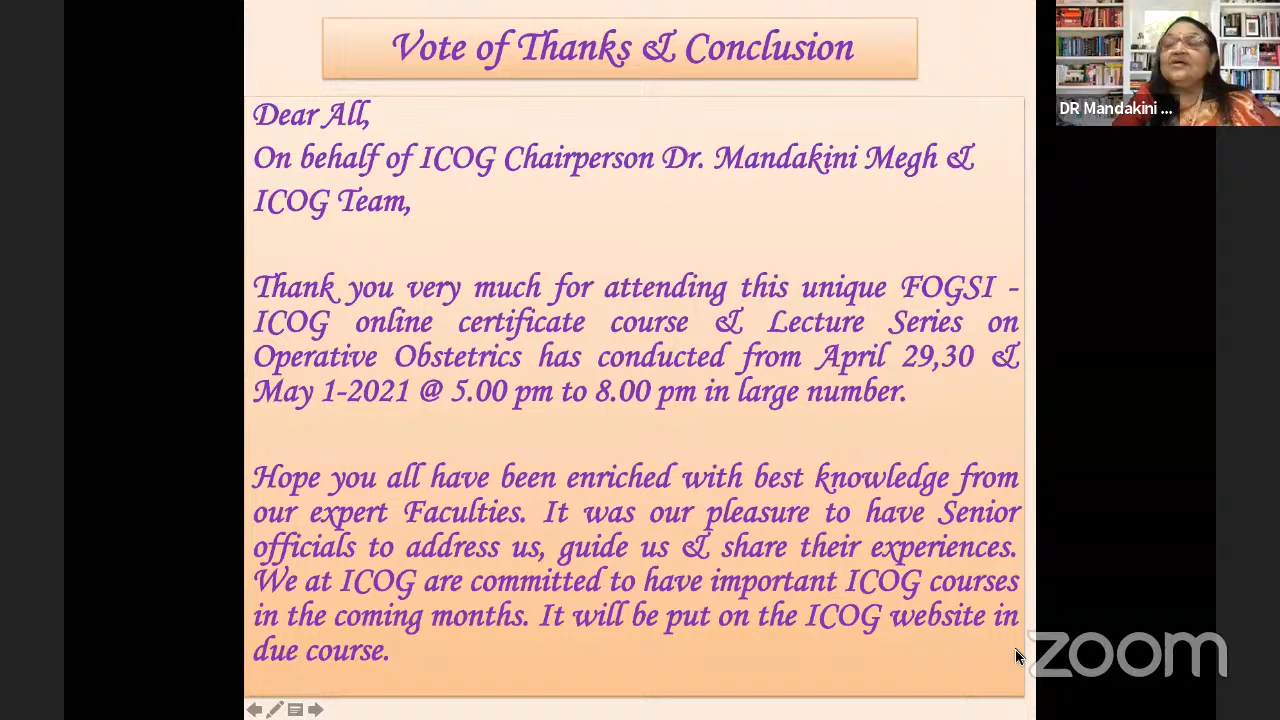 Vote of Thanks & Conclusion
DR Mandakini ...
Dear All,
On behalf of ICOG Chairperson Dr. Mandakini Megh &
ICOG Team,
Thank you very much for attending this unique FOGSI -
ICOG online certificate course & Lecture Series on
Operative Obstetrics has conducted from April 29,30 &
May 1-2021 @ 5.00 pm to 8.00 pm in large number.
Hope you all have been enriched with best knowledge from
our expert Faculties. It was our pleasure to have Senior
officials to address us, guide us & share their experiences.
We at ICOG are committed to have important ICOG courses
in the coming months. It will be put on the ICOG website in
due course.
zoom